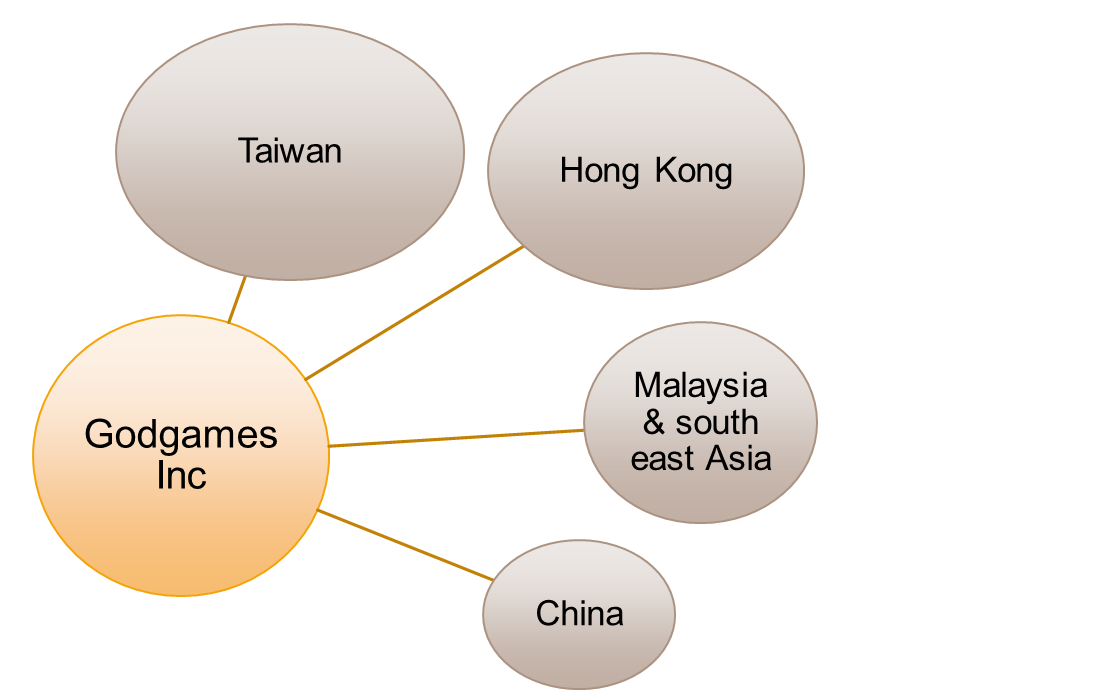 Taiwan
Hong Kong
Malaysia
& south
east Asia
Godgames
Inc
China